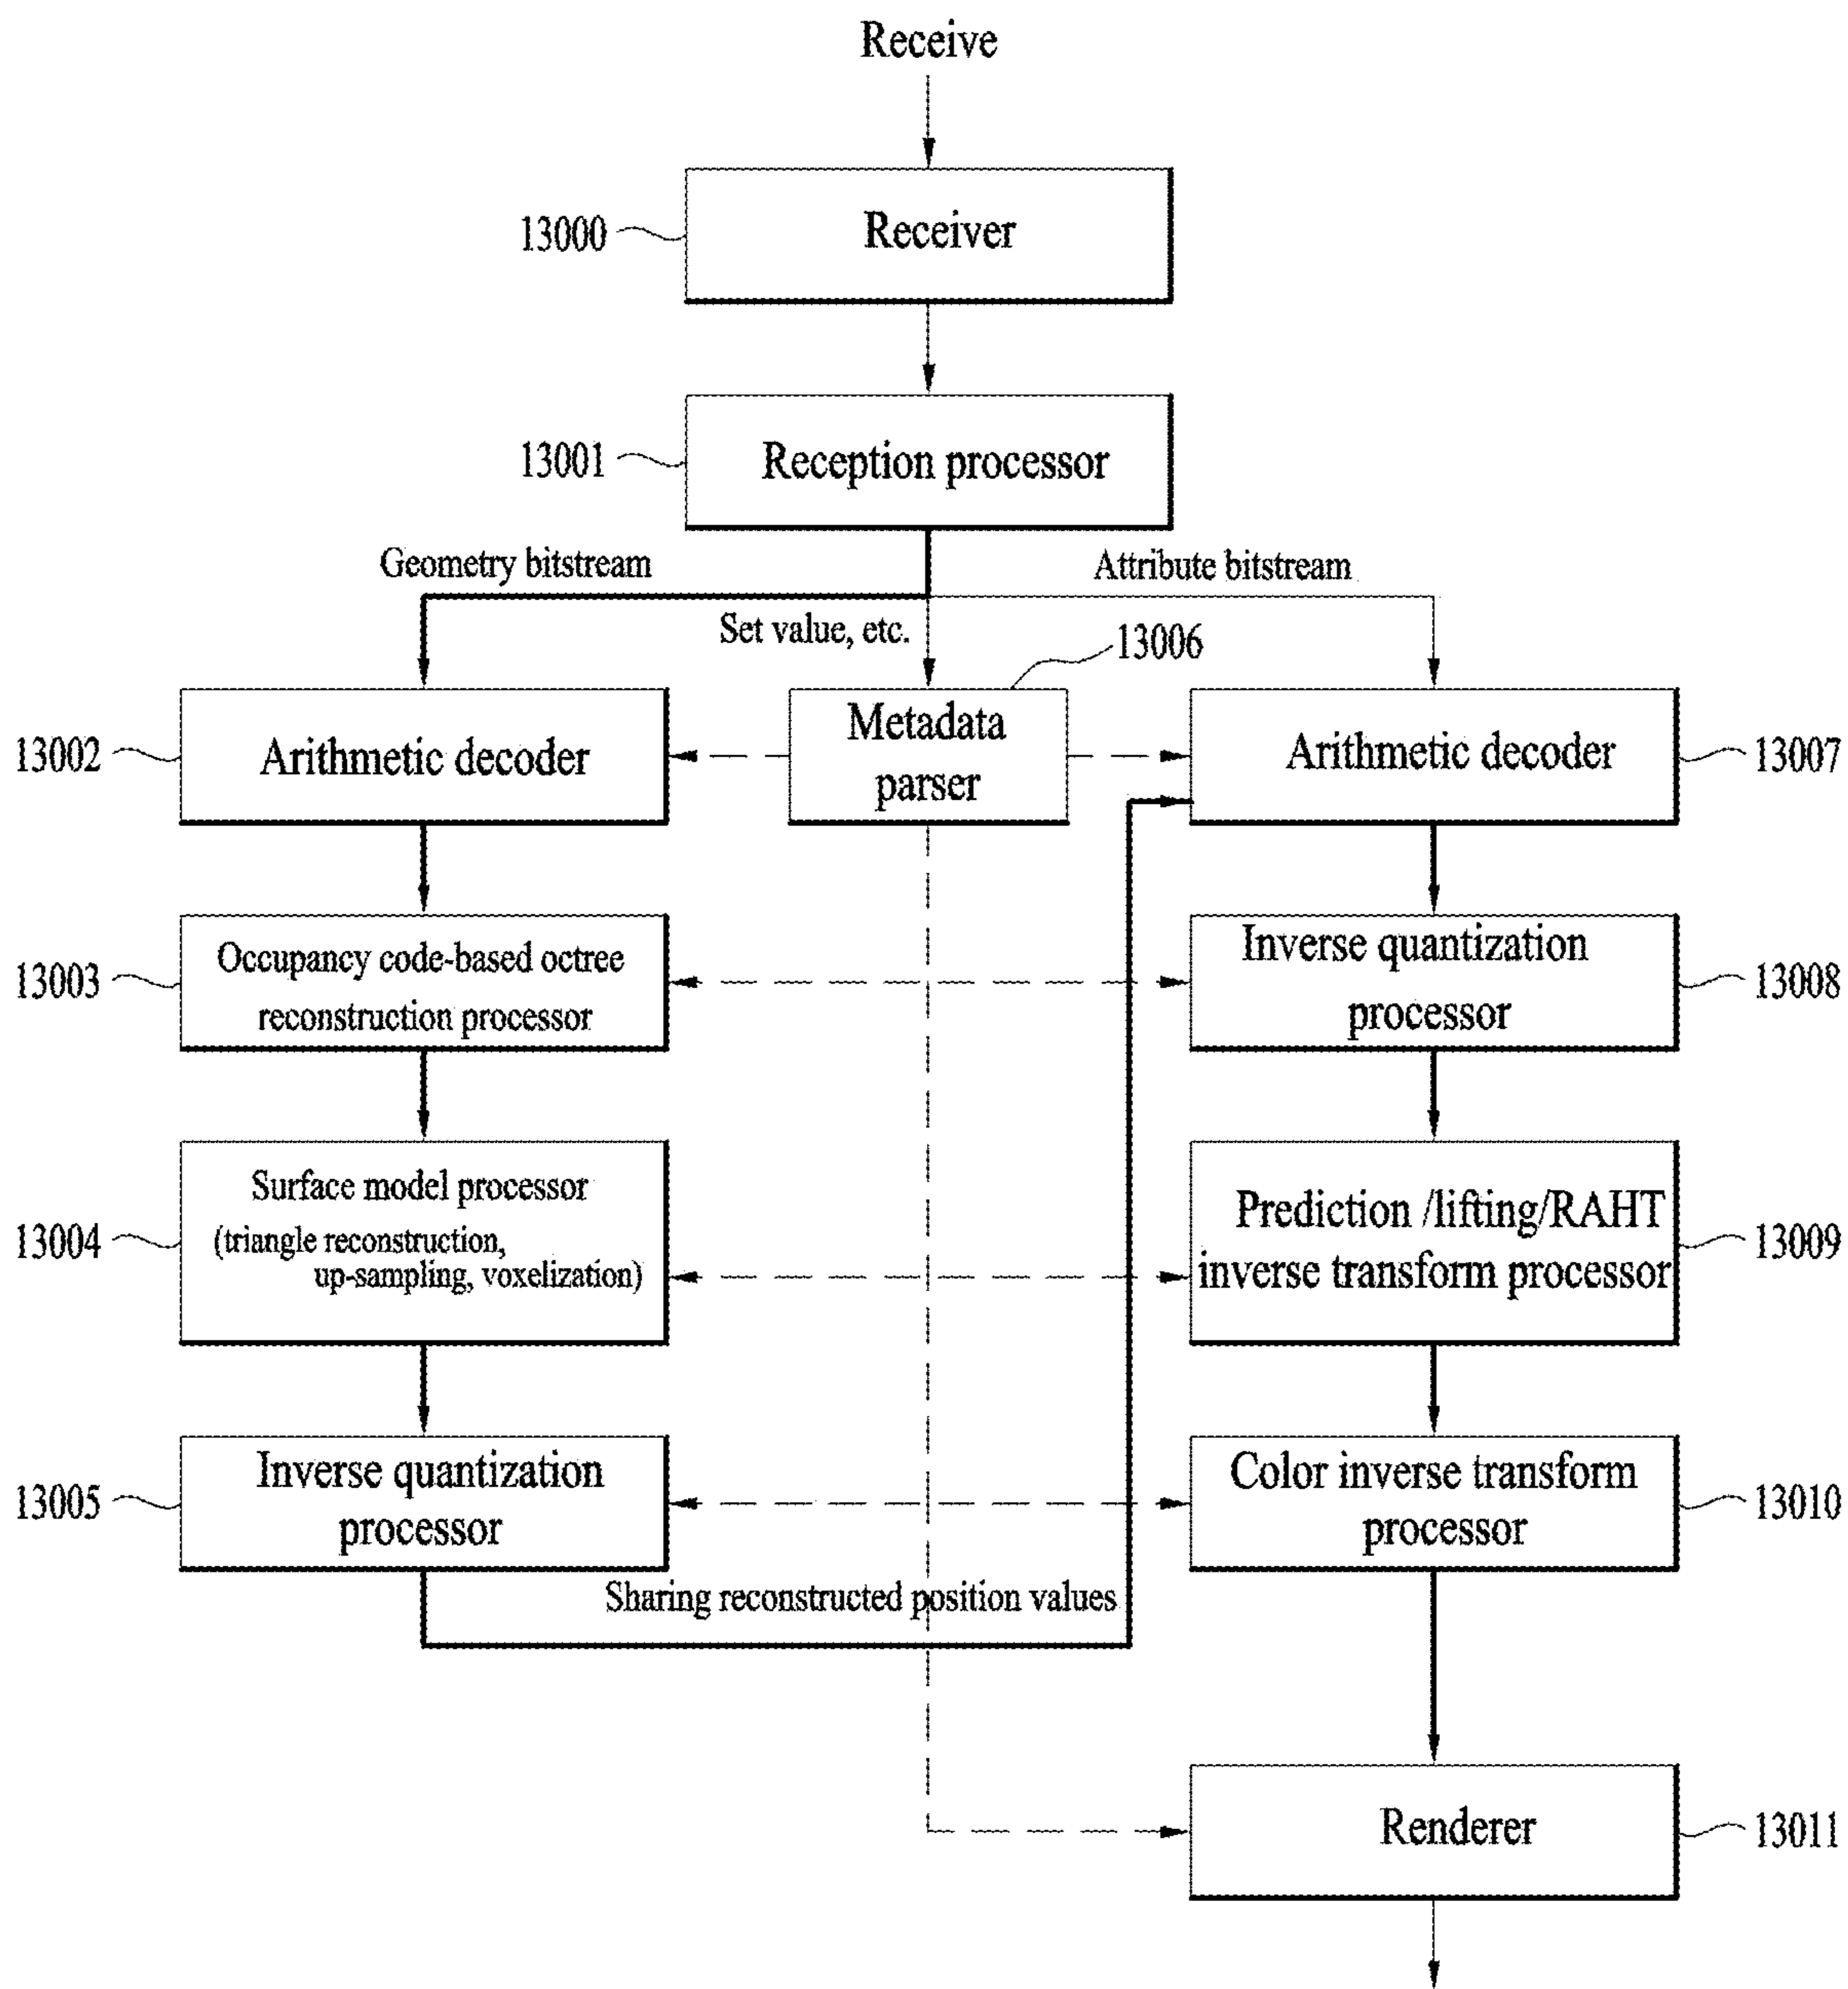 Receive
13000
Receiver
13001
Reception processor
Geometry bitstream
Attribute bitstream
Set value, etc.
13006
13002
Arithmetic decoder
Metadata
parser
Arithmetic decoder
13007
13003
Occupancy code-based octree
reconstruction processor
Inverse quantization
processor
13008
13004
Surface model processor
(triangle reconstruction,
up-sampling, voxelization)
Prediction /lifting/RAHT
inverse transform processor
13009
13005
Inverse quantization
processor
Color inverse transform
processor
13010
Sharing reconstructed position values
Renderer
13011